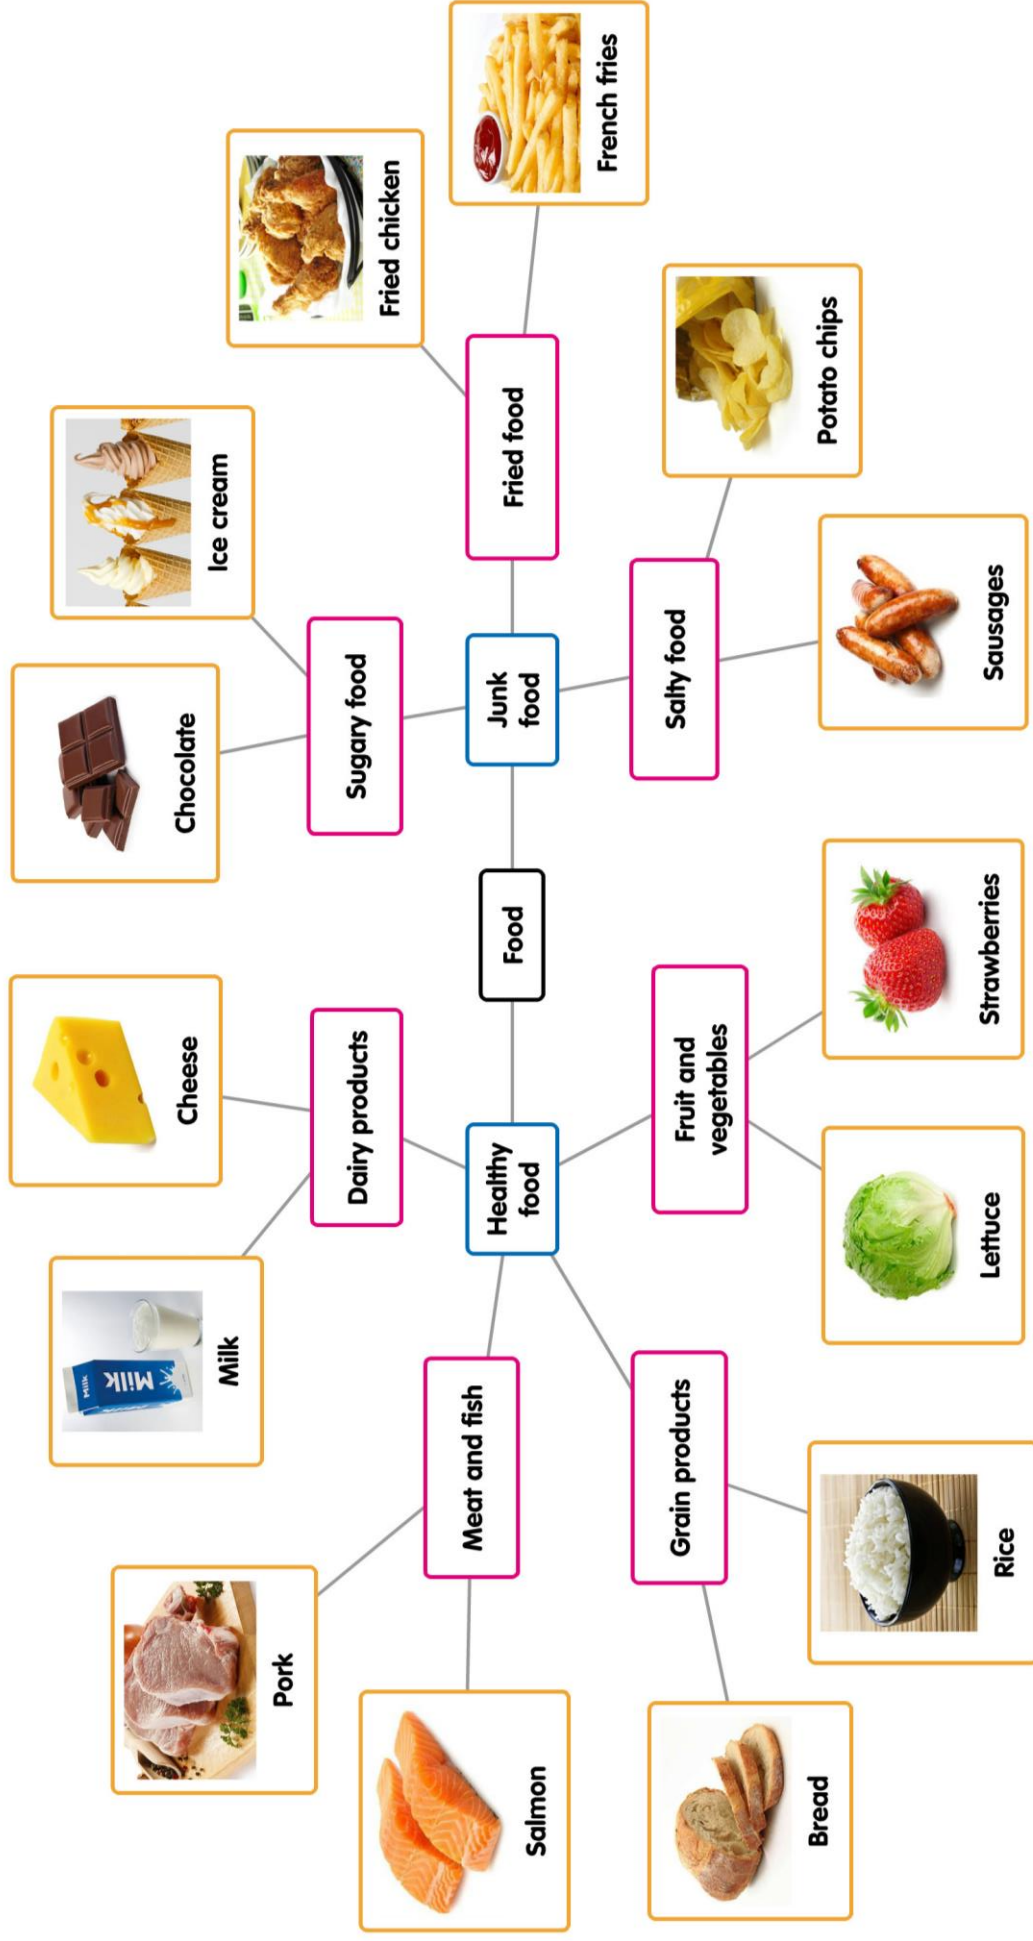 Milk
Cheese
Chocolate
Ice cream
Pork
Milk
Milk
Fried chicken
Dairy products
Sugary food
Salmon
Meat and fish
Healthy
food
Food
Junk
food
Fried food
French fries
Grain products
Fruit and
vegetables
Salty food
Potato chips
Bread
Rice
Lettuce
Strawberries
Sausages